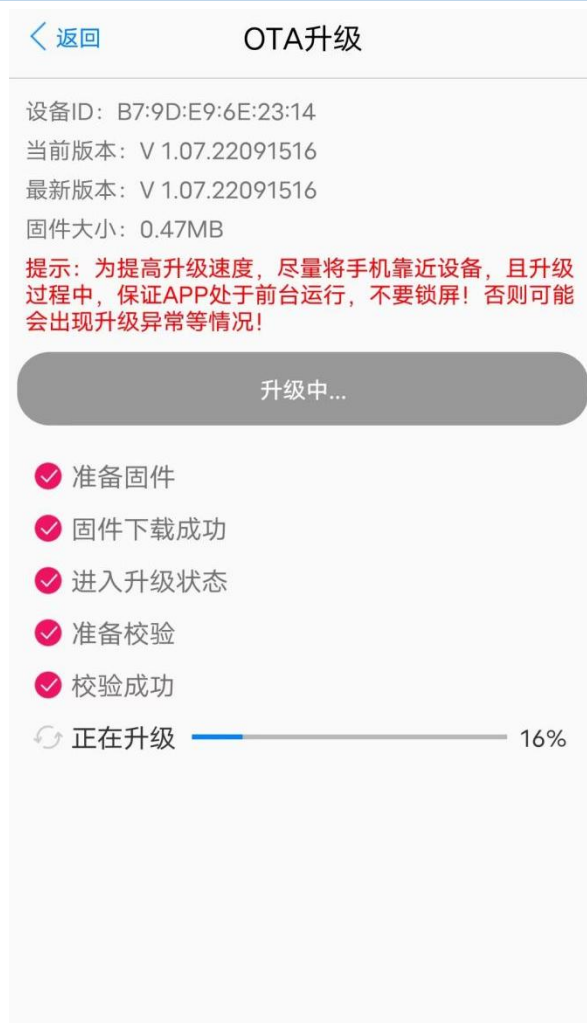 返回
OTA升级
设备ID：B7:9D:E9:6E:23:14
当前版本：V 1.07.22091516
最新版本：V 1.07.22091516
固件大小：0.47MB
提示：为提高升级速度，尽量将手机靠近设备，且升级
过程中，保证APP处于前台运行，不要锁屏！否则可能
会出现升级异常等情况！
升级中...
准备固件
固件下载成功
进入升级状态
准备校验
校验成功
正在升级 16%